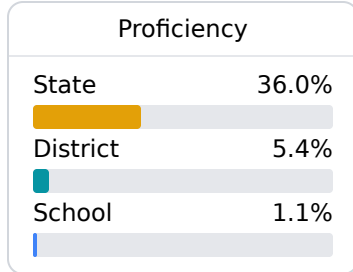 Proficiency
State 36.0%
District 5.4%
School 1.1%